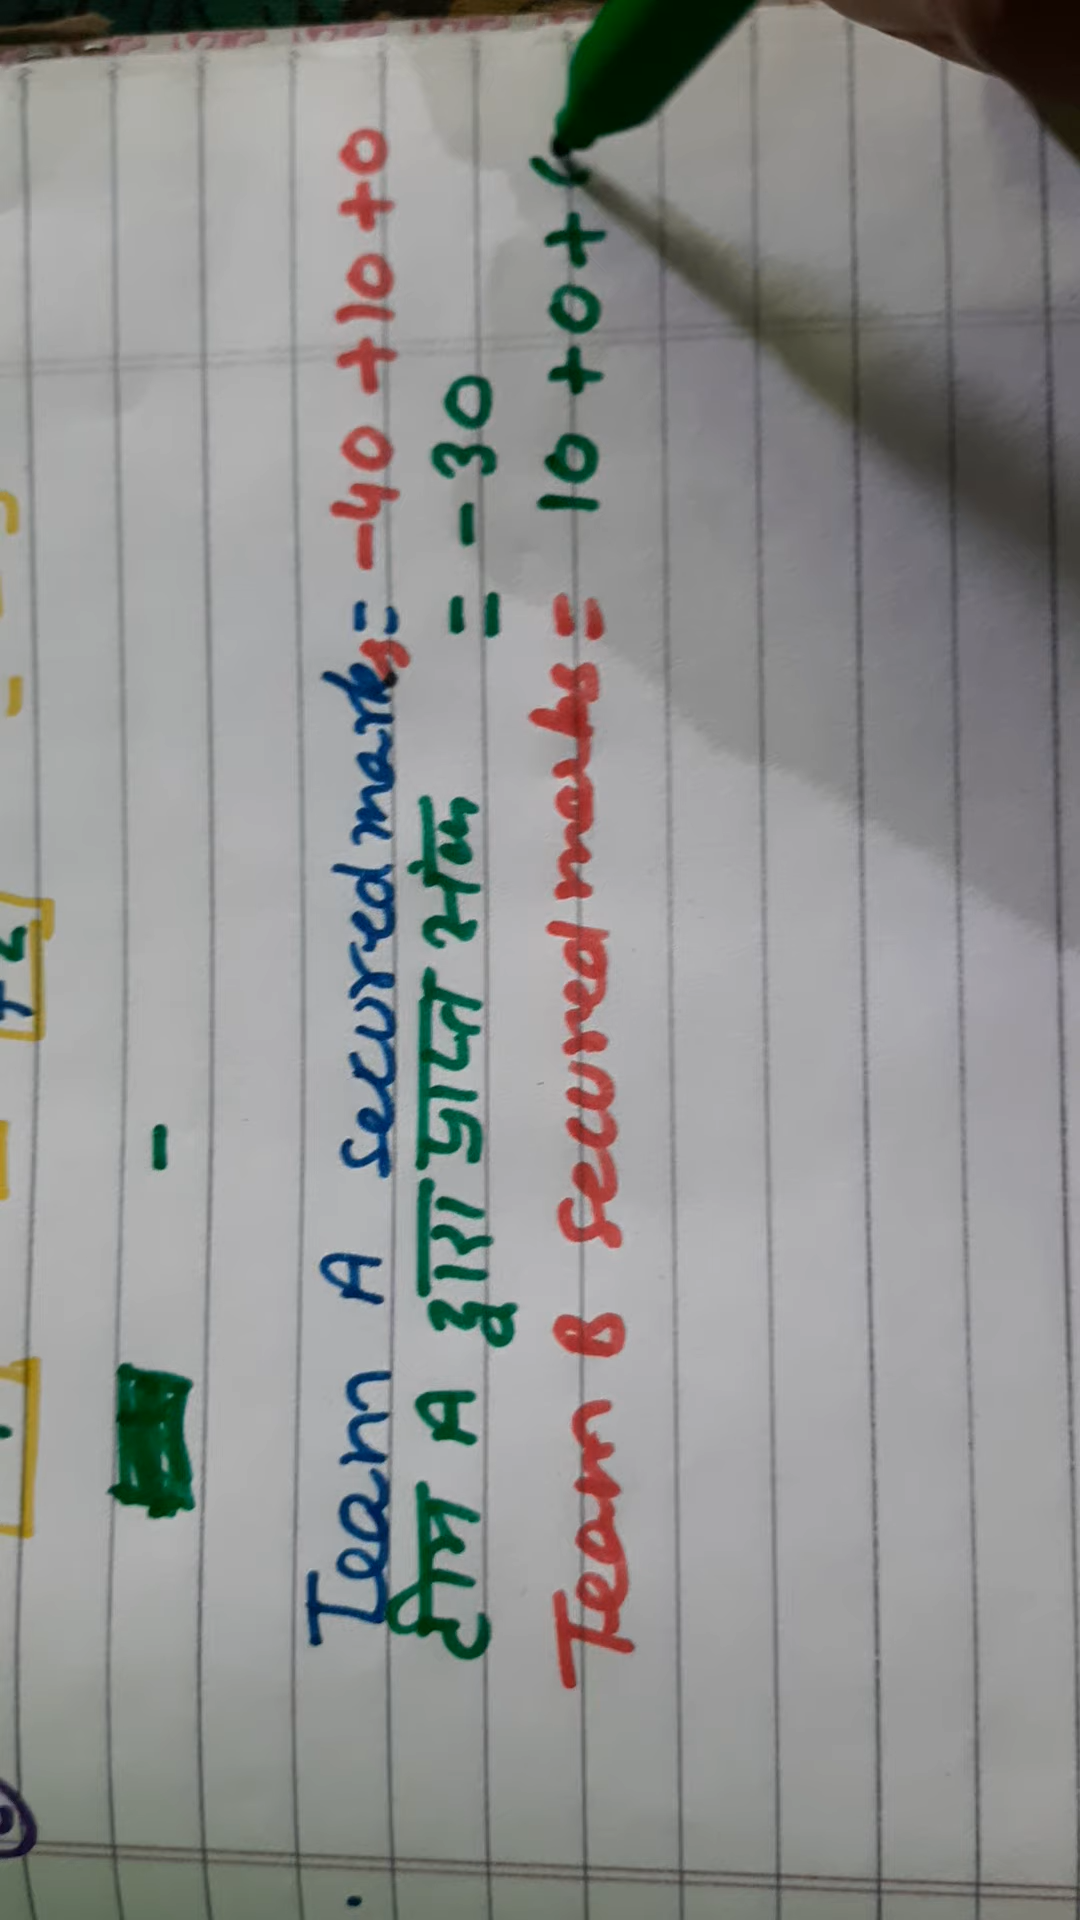 Team A secured marks = -40 +10 +0
टीम A द्वारा प्राप्त अंक = - 30
Team B secured marks = 10 + 0 +